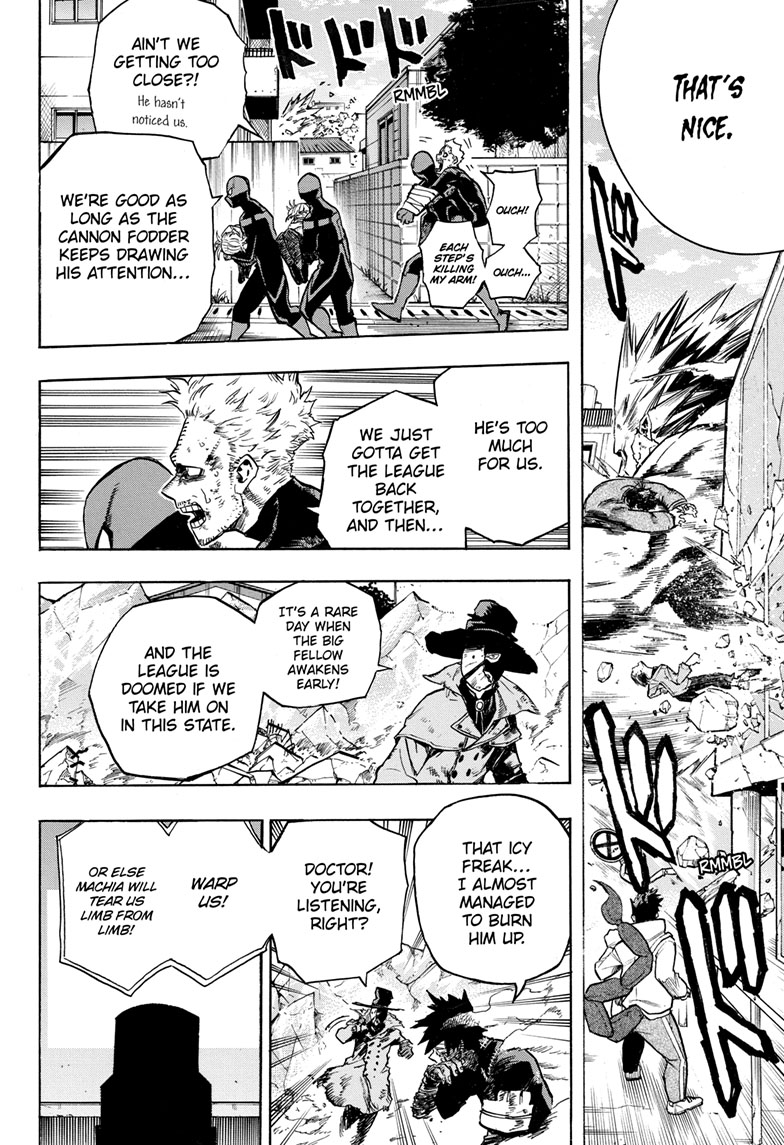 THAT'S
NICE.
ド
ド
RMMBL
ド
ド
ド
ド
RMMBL
OUCH!
OUCH...
EACH
STEP'S
KILLING
MY ARM!
AIN'T WE
GETTING TOO
CLOSE?!
He hasn't
noticed us.
WE'RE GOOD AS
LONG AS THE
CANNON FODDER
KEEPS DRAWING
HIS ATTENTION...
HE'S TOO
MUCH
FOR US.
WE JUST
GOTTA GET
THE LEAGUE
BACK
TOGETHER,
AND THEN...
IT'S A RARE
DAY WHEN
THE BIG
FELLOW
AWAKENS
EARLY!
AND THE
LEAGUE IS
DOOMED IF WE
TAKE HIM ON
IN THIS STATE.
THAT ICY
FREAK...
I ALMOST
MANAGED
TO BURN
HIM UP.
DOCTOR!
YOU'RE
LISTENING,
RIGHT?
WARP
US!
OR ELSE
MACHIA WILL
TEAR US
LIMB FROM
LIMB!